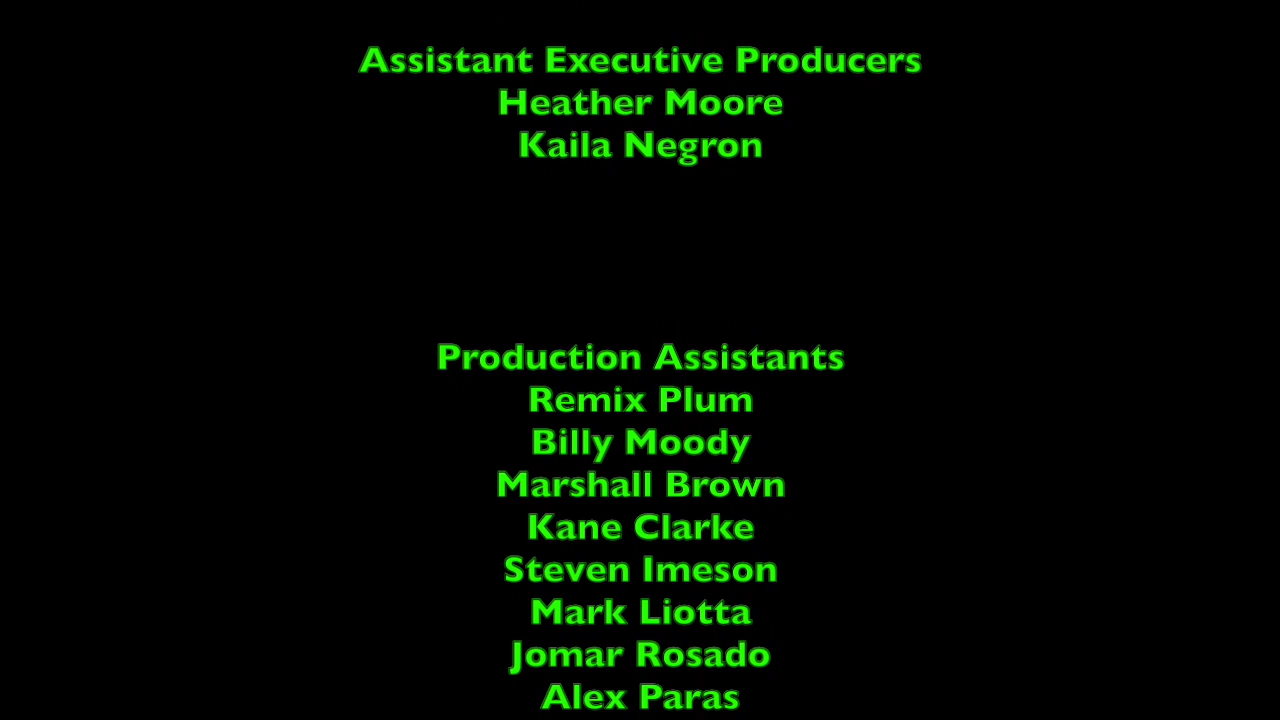 Assistant Executive Producers
Heather Moore
Kaila Negron
Production Assistants
Remix Plum
Billy Moody
Marshall Brown
Kane Clarke
Steven Imeson
Mark Liotta
Jomar Rosado
Alex Paras